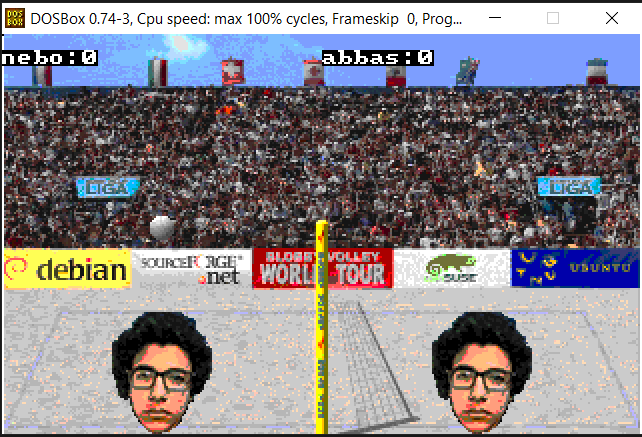 DOSBox 0.74-3, Cpu speed: max 100% cycles, Frameskip 0, Prog...
nebo:0 abbas:0
LIGA LIGA
debian
SOURCEFORGE
.net
BLOBBY VOLLEY
WORLD TOUR
SUSE
UBUNTU